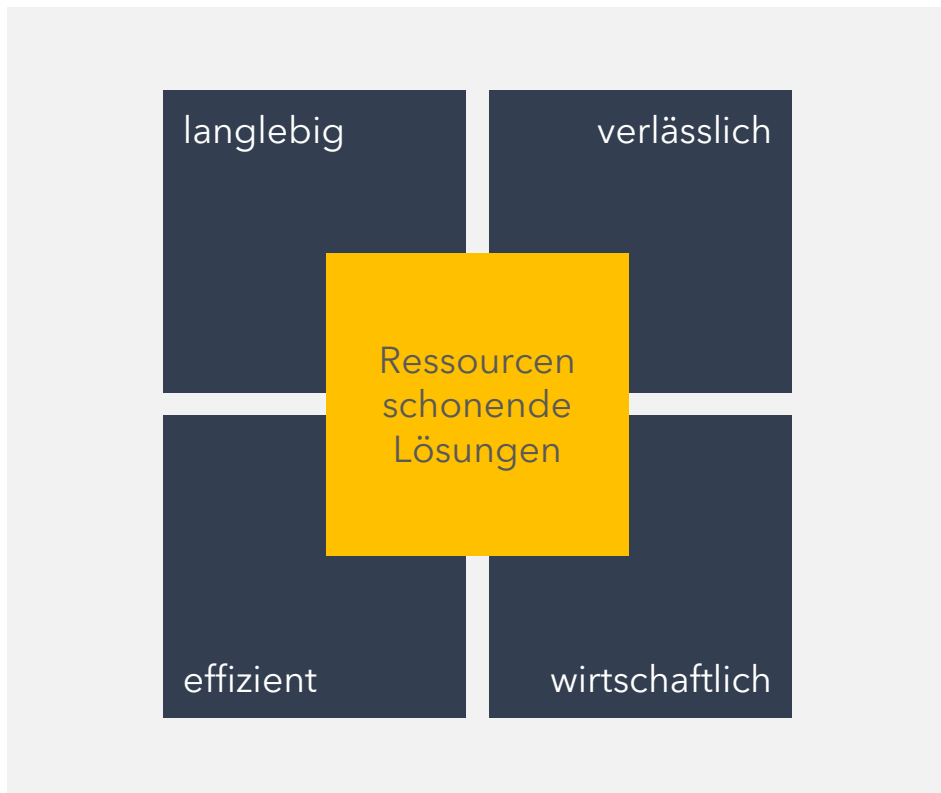 langlebig
verlässlich
Ressourcen
schonende
Lösungen
effizient
wirtschaftlich